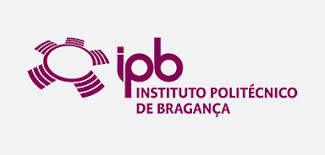 ipb
INSTITUTO POLITÉCNICO
DE BRAGANÇA